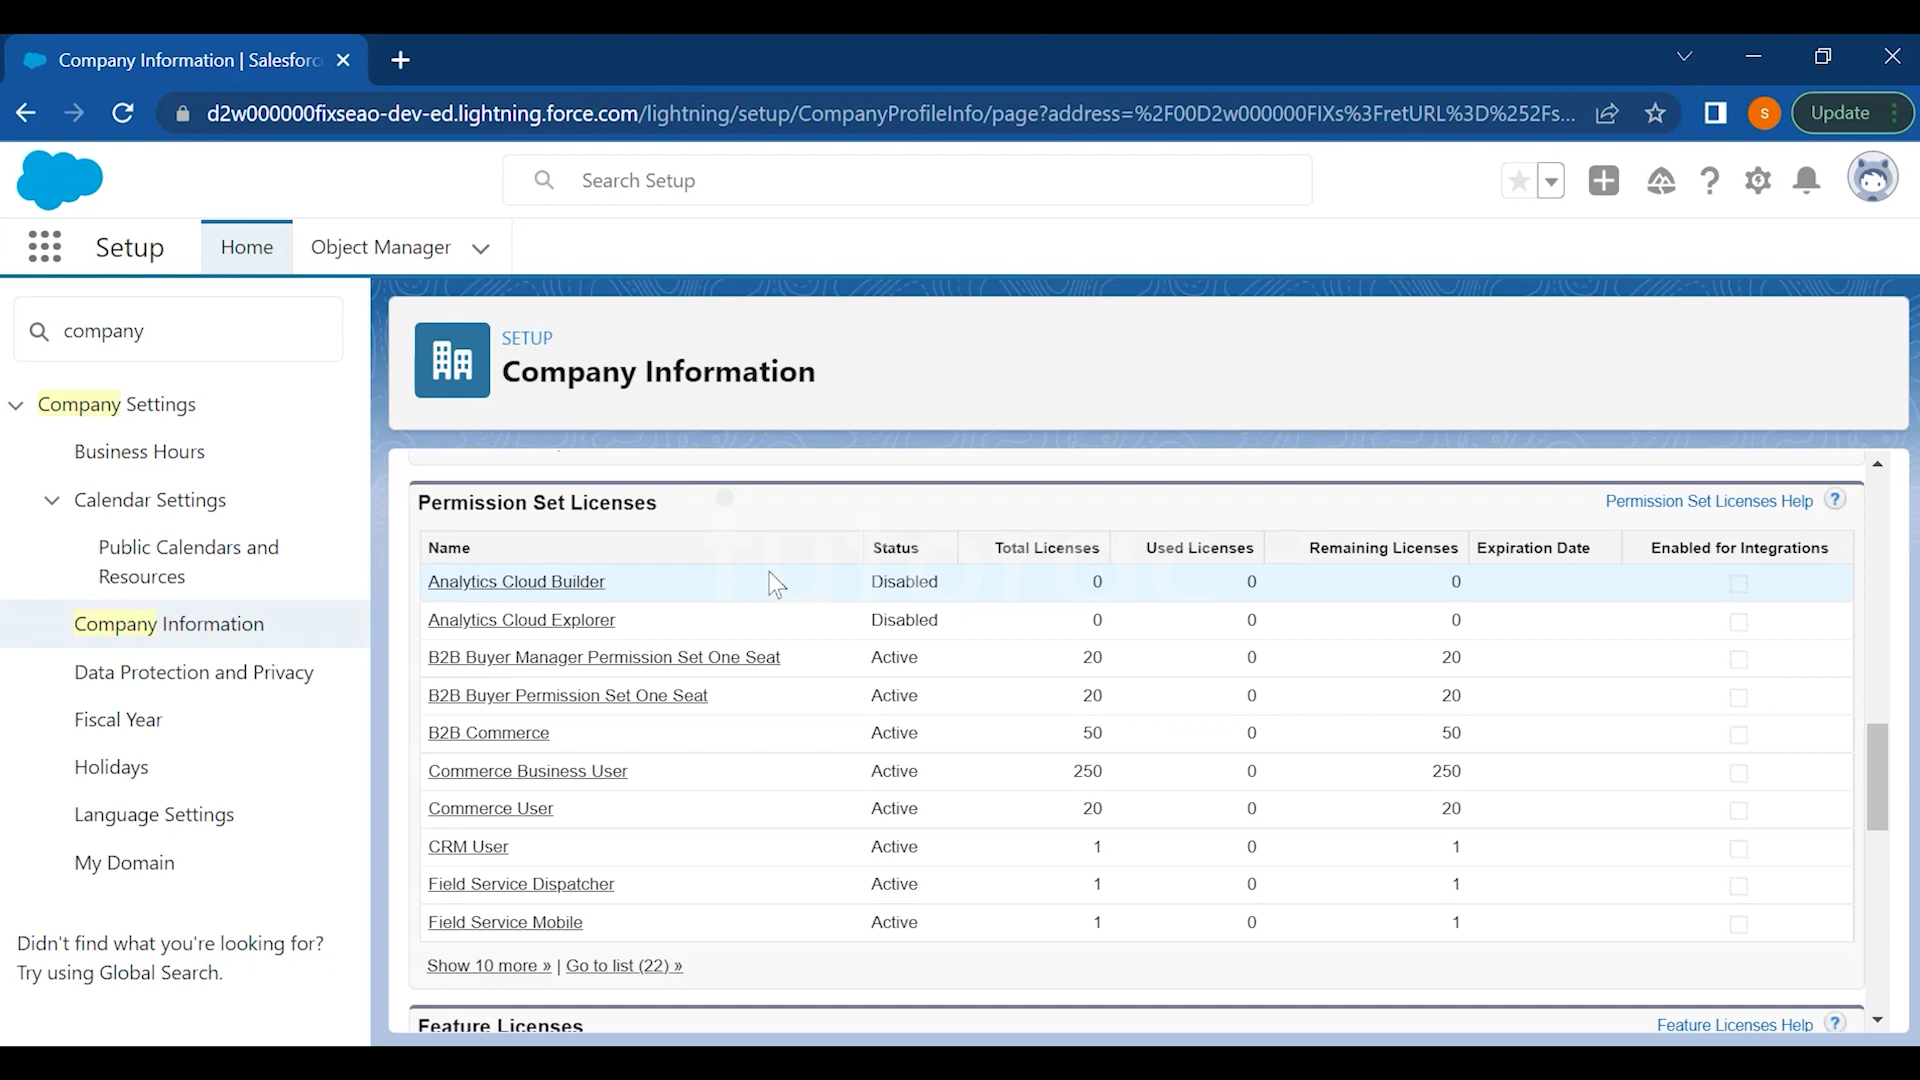 Company Information | Salesforc
d2w000000fixseao-dev-ed.lightning.force.com/lightning/setup/CompanyProfileInfo/page?address=%2F00D2w000000FIXs%3FretURL%3D%252Fs...
S
Update
Search Setup
Setup
Home
Object Manager
company
Company Settings
Business Hours
Calendar Settings
Public Calendars and
Resources
Company Information
Data Protection and Privacy
Fiscal Year
Holidays
Language Settings
My Domain
Didn't find what you're looking for?
Try using Global Search.
SETUP
Company Information
Permission Set Licenses
Permission Set Licenses Help ?
Name Status Total Licenses Used Licenses Remaining Licenses Expiration Date Enabled for Integrations
Analytics Cloud Builder Disabled 0 0 0
Analytics Cloud Explorer Disabled 0 0 0
B2B Buyer Manager Permission Set One Seat Active 20 0 20
B2B Buyer Permission Set One Seat Active 20 0 20
B2B Commerce Active 50 0 50
Commerce Business User Active 250 0 250
Commerce User Active 20 0 20
CRM User Active 1 0 1
Field Service Dispatcher Active 1 0 1
Field Service Mobile Active 1 0 1
Show 10 more » | Go to list (22) »
Feature Licenses
Feature Licenses Help ?